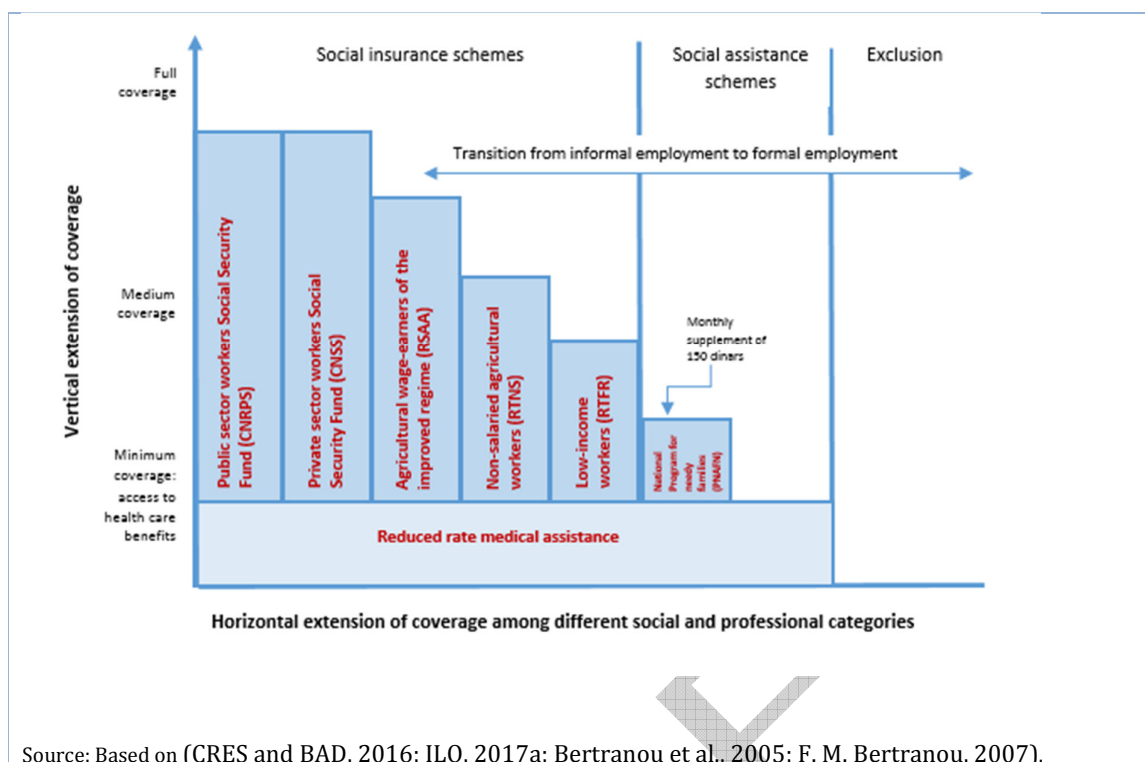 Social insurance schemes
Social assistance
schemes
Exclusion
Full
coverage
Transition from informal employment to formal employment
Vertical extension of coverage
Medium
coverage
Minimum
coverage:
access to
health care
benefits
Public sector workers Social Security
Fund (CNRPS)
Private sector workers Social
Security Fund (CNSS)
Agricultural wage-earners of the
improved regime (RSAA)
Non-salaried agricultural
workers (RTNS)
Low-income
workers (RTFR)
Monthly
supplement of
150 dinars
National
Program for
needy
families
(PNAFN)
Reduced rate medical assistance
Horizontal extension of coverage among different social and professional categories
Source: Based on (CRES and BAD, 2016; ILO, 2017a; Bertranou et al., 2005; F. M. Bertranou, 2007).